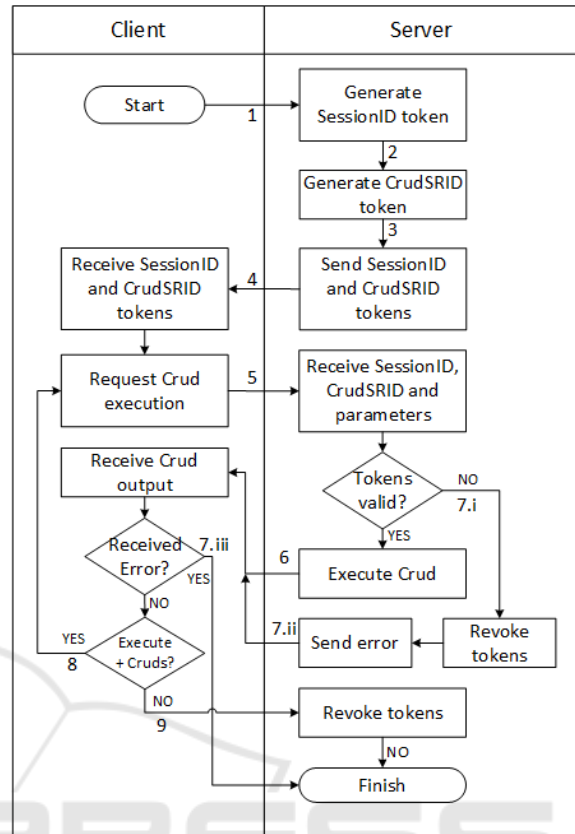 Client
Server
Start
1
Generate
SessionID token
2
Generate CrudSRID
token
3
Receive SessionID
and CrudSRID
tokens
4
Send SessionID
and CrudSRID
tokens
Request Crud
execution
5
Receive SessionID,
CrudSRID and
parameters
Receive Crud
output
Tokens
valid?
NO
7.i
YES
6
Execute Crud
Received
Error?
7.iii
YES
NO
Execute
+ Cruds?
YES
8
7.ii
Send error
Revoke
tokens
NO
9
Revoke tokens
NO
Finish